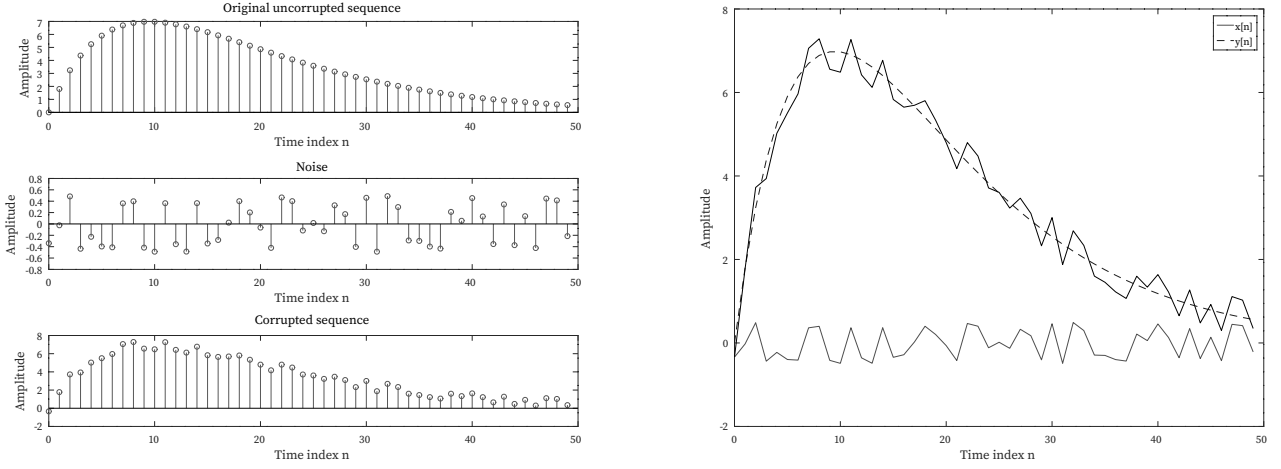 Original uncorrupted sequence
7
6
5
4
3
2
1
0
Amplitude
0 10 20 30 40 50
Time index n
Noise
0.8
0.6
0.4
0.2
0
-0.2
-0.4
-0.6
-0.8
Amplitude
0 10 20 30 40 50
Time index n
Corrupted sequence
8
6
4
2
0
-2
Amplitude
0 10 20 30 40 50
Time index n
8
6
4
2
0
-2
Amplitude
x[n]
y[n]
0 10 20 30 40 50
Time index n